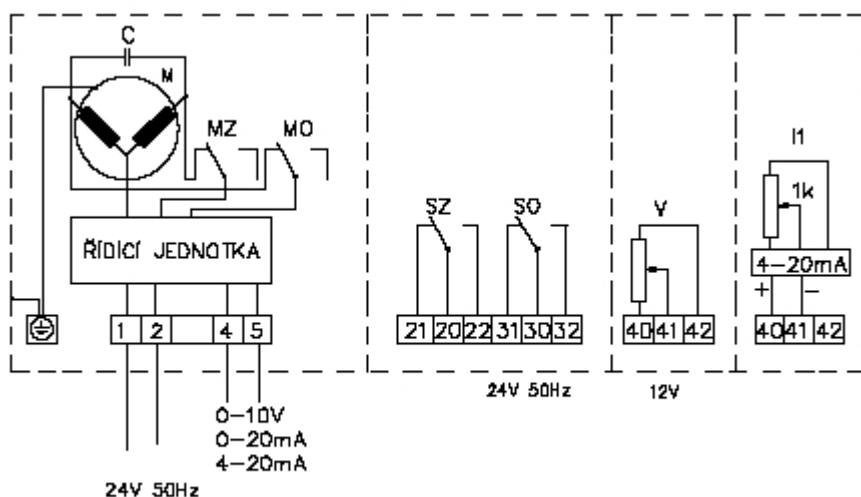 C
M
MZ
MO
ŘÍDICÍ JEDNOTKA
1 2 4 5
0-10V
0-20mA
4-20mA
24V 50Hz
SZ
SO
21 20 22 31 30 32
24V 50Hz
V
40 41 42
12V
I1
1k
4-20mA
+ -
40 41 42